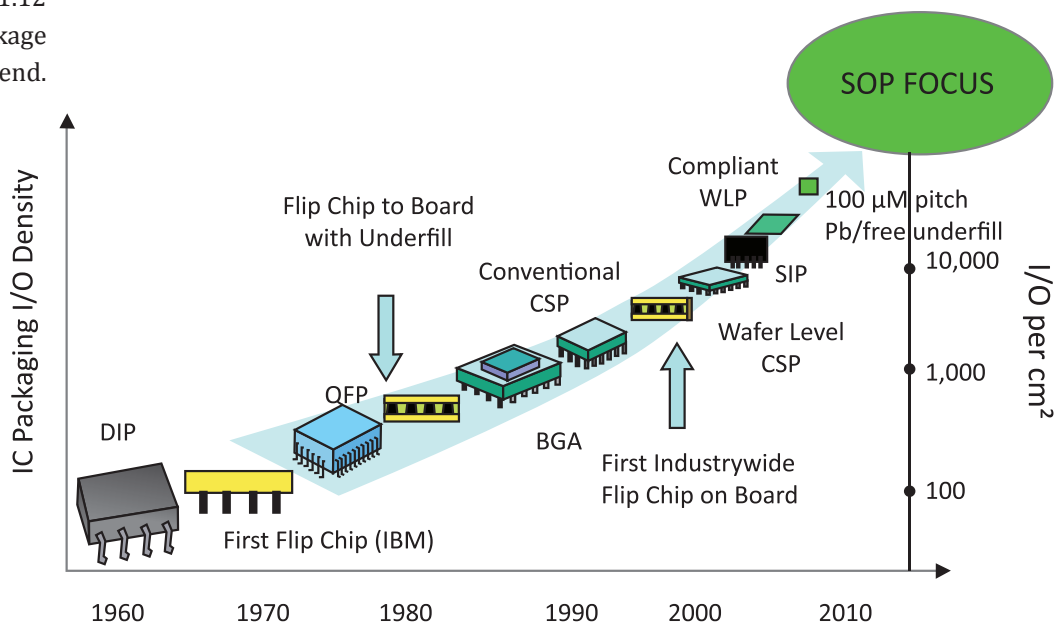 1.12
kage
end.
SOP FOCUS
IC Packaging I/O Density
Compliant
WLP
100 µM pitch
Pb/free underfill
Flip Chip to Board
with Underfill
Conventional
CSP
10,000
SIP
I/O per cm²
Wafer Level
CSP
1,000
QFP
DIP
BGA
First Industrywide
Flip Chip on Board
100
First Flip Chip (IBM)
1960
1970
1980
1990
2000
2010